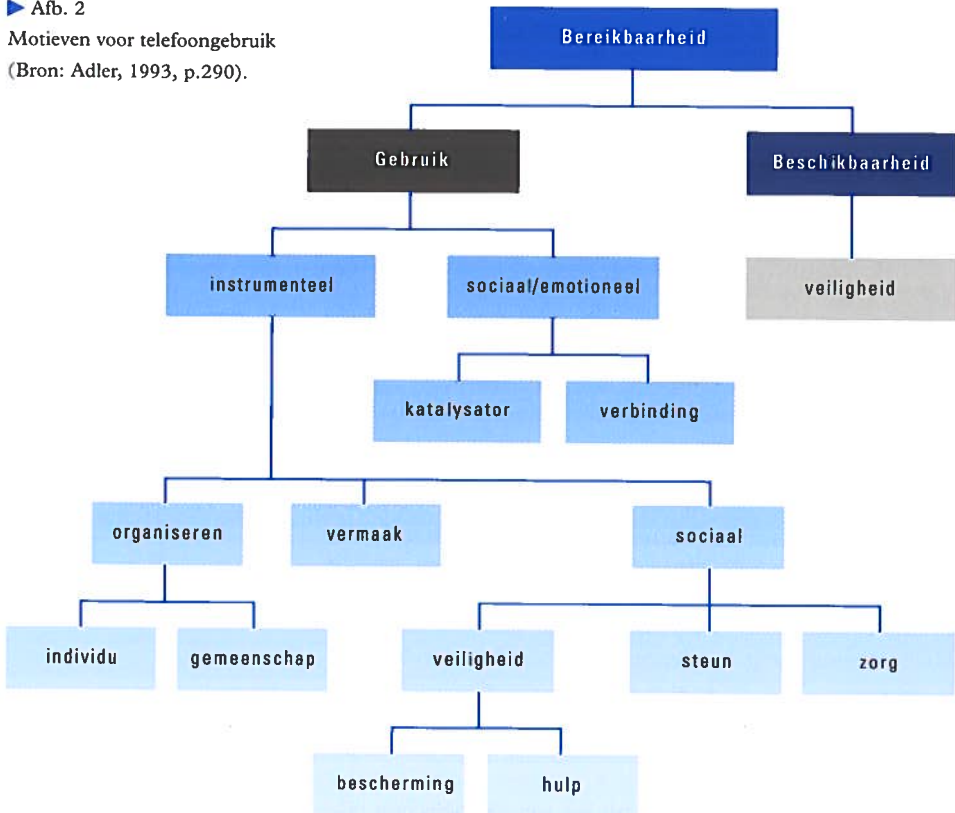 ▶ Afb. 2
Motieven voor telefoongebruik
(Bron: Adler, 1993, p.290).
Bereikbaarheid
Gebruik
Beschikbaarheid
instrumenteel
sociaal/emotioneel
veiligheid
katalysator
verbinding
organiseren
vermaak
sociaal
individu
gemeenschap
veiligheid
steun
zorg
bescherming
hulp